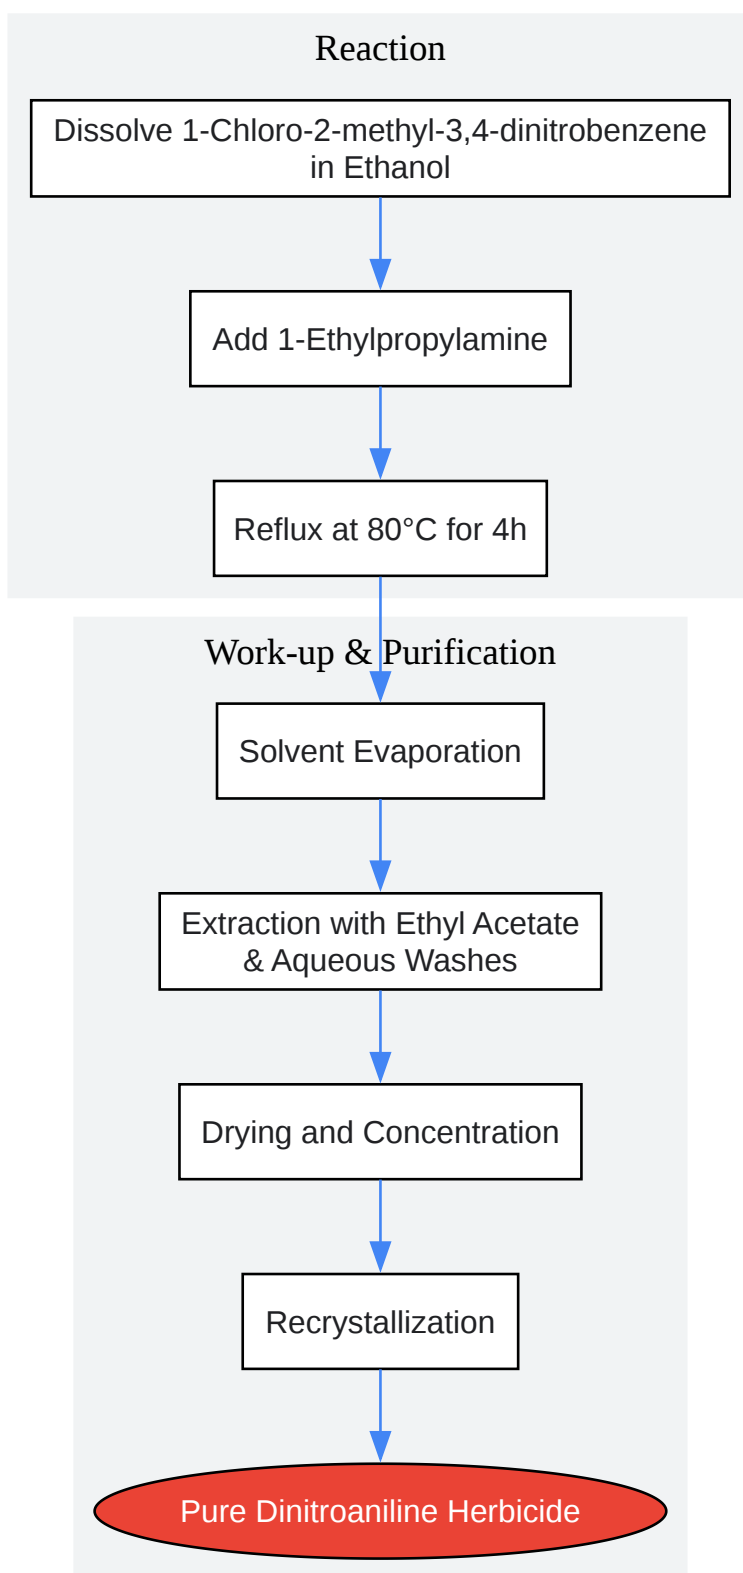 Reaction
Dissolve 1-Chloro-2-methyl-3,4-dinitrobenzene
in Ethanol
Add 1-Ethylpropylamine
Reflux at 80°C for 4h
Work-up & Purification
Solvent Evaporation
Extraction with Ethyl Acetate
& Aqueous Washes
Drying and Concentration
Recrystallization
Pure Dinitroaniline Herbicide